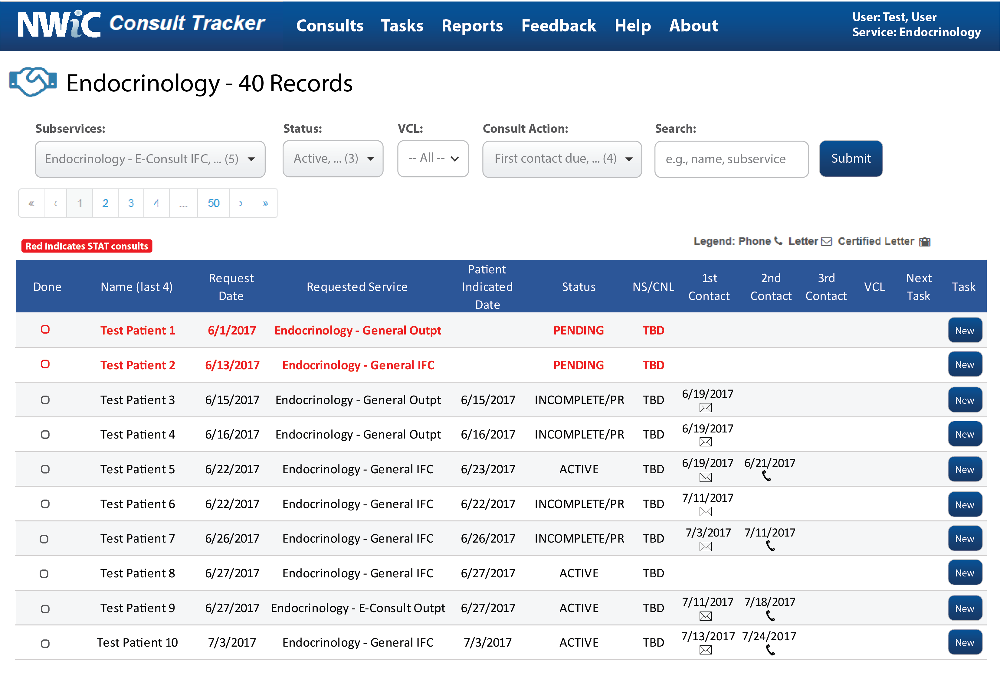 NWiC Consult Tracker Consults Tasks Reports Feedback Help About
User: Test, User
Service: Endocrinology
Endocrinology - 40 Records
Subservices: Status: VCL: Consult Action: Search:
Endocrinology - E-Consult IFC, ... (5) Active, ... (3) -- All -- First contact due, ... (4) e.g., name, subservice Submit
« ‹ 1 2 3 4 ... 50 › »
Red indicates STAT consults
Legend: Phone Letter Certified Letter
Done Name (last 4) Request Date Requested Service Patient Indicated Date Status NS/CNL 1st Contact 2nd Contact 3rd Contact VCL Next Task Task
Test Patient 1 6/1/2017 Endocrinology - General Outpt PENDING TBD New
Test Patient 2 6/13/2017 Endocrinology - General IFC PENDING TBD New
Test Patient 3 6/15/2017 Endocrinology - General Outpt 6/15/2017 INCOMPLETE/PR TBD 6/19/2017 New
Test Patient 4 6/16/2017 Endocrinology - General Outpt 6/16/2017 INCOMPLETE/PR TBD 6/19/2017 New
Test Patient 5 6/22/2017 Endocrinology - General IFC 6/23/2017 ACTIVE TBD 6/19/2017 6/21/2017 New
Test Patient 6 6/22/2017 Endocrinology - General IFC 6/22/2017 INCOMPLETE/PR TBD 7/11/2017 New
Test Patient 7 6/26/2017 Endocrinology - General IFC 6/26/2017 INCOMPLETE/PR TBD 7/3/2017 7/11/2017 New
Test Patient 8 6/27/2017 Endocrinology - General IFC 6/27/2017 ACTIVE TBD New
Test Patient 9 6/27/2017 Endocrinology - E-Consult Outpt 6/27/2017 ACTIVE TBD 7/11/2017 7/18/2017 New
Test Patient 10 7/3/2017 Endocrinology - General IFC 7/3/2017 ACTIVE TBD 7/13/2017 7/24/2017 New